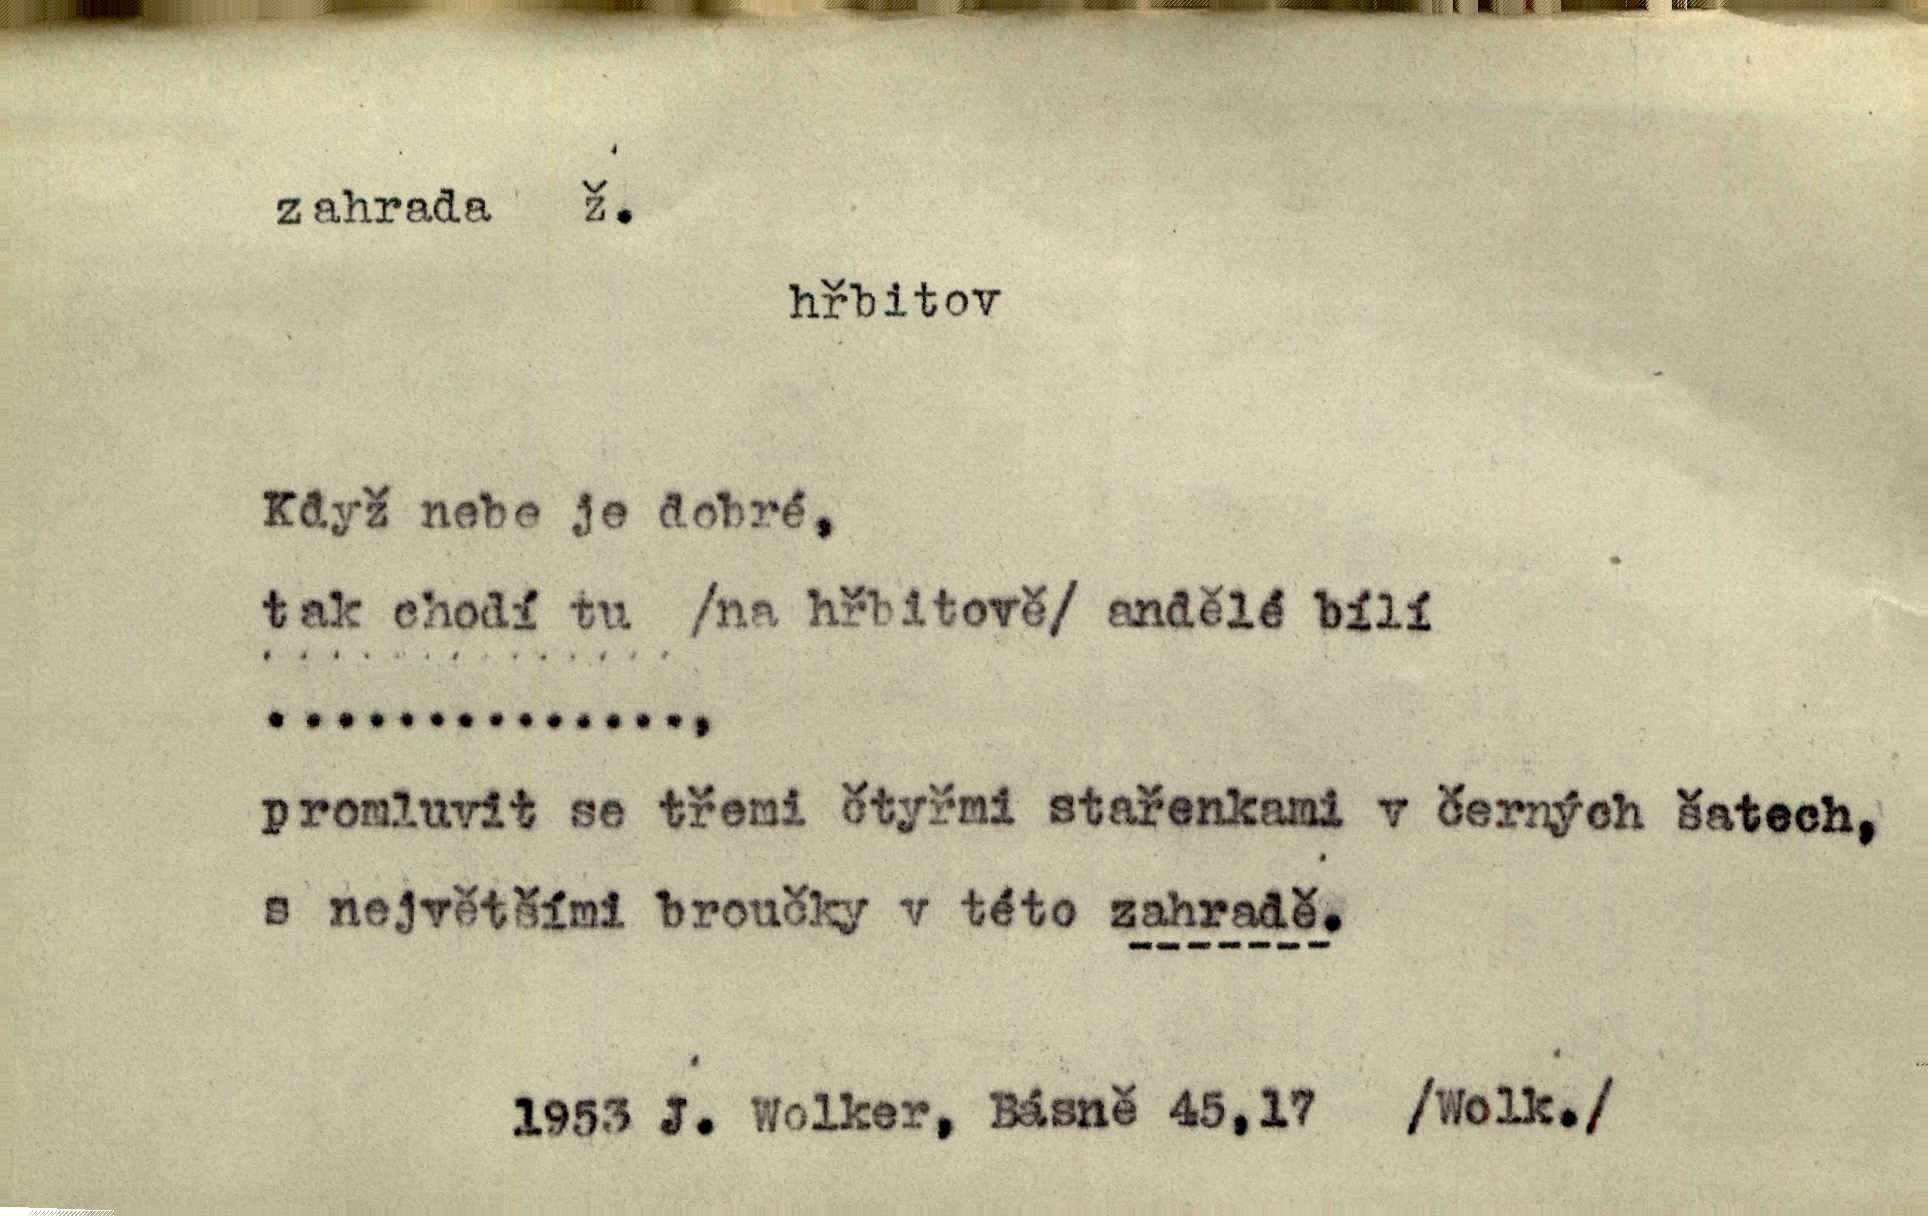 zahrada ž.
hřbitov
Když nebe je dobré,
tak chodí tu /na hřbitově/ andělé bílí
...............,
promluvit se třemi čtyřmi stařenkami v černých šatech,
s největšími broučky v této zahradě.
1953 J. Wolker, Básně 45,17 /Wolk./